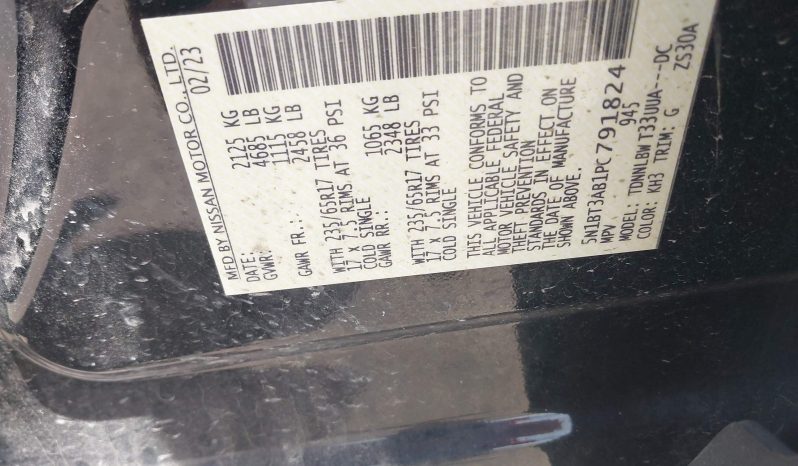 MFD BY NISSAN MOTOR CO., LTD.
DATE: 02/23
GVWR: 2125 KG
4685 LB
GAWR FR.: 1115 KG
2458 LB
WITH 235/65R17 TIRES
17 X 7.5 RIMS AT 36 PSI
COLD SINGLE
GAWR RR.: 1065 KG
2348 LB
WITH 235/65R17 TIRES
17 X 7.5 RIMS AT 33 PSI
COLD SINGLE
THIS VEHICLE CONFORMS TO
ALL APPLICABLE FEDERAL
MOTOR VEHICLE SAFETY AND
THEFT PREVENTION
STANDARDS IN EFFECT ON
THE DATE OF MANUFACTURE
SHOWN ABOVE.
5N1BT3AB1PC791824
MPV 945
MODEL: TDNNLBW T33UUA---DC
COLOR: KH3 TRIM: G ZS30A